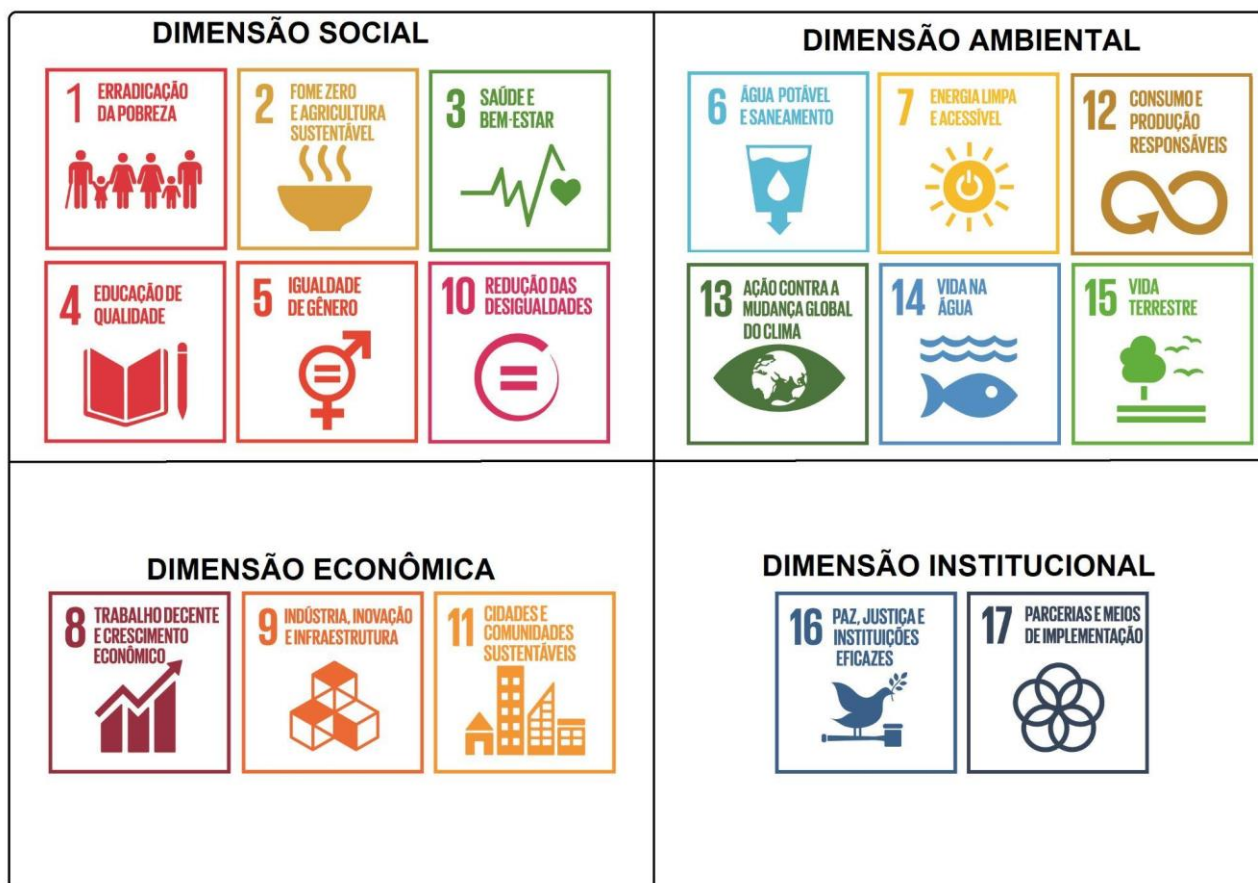 DIMENSÃO SOCIAL
1 ERRADICAÇÃO
DA POBREZA
2 FOME ZERO
E AGRICULTURA
SUSTENTÁVEL
3 SAÚDE E
BEM-ESTAR
4 EDUCAÇÃO DE
QUALIDADE
5 IGUALDADE
DE GÊNERO
10 REDUÇÃO DAS
DESIGUALDADES
DIMENSÃO AMBIENTAL
6 ÁGUA POTÁVEL
E SANEAMENTO
7 ENERGIA LIMPA
E ACESSÍVEL
12 CONSUMO E
PRODUÇÃO
RESPONSÁVEIS
13 AÇÃO CONTRA A
MUDANÇA GLOBAL
DO CLIMA
14 VIDA NA
ÁGUA
15 VIDA
TERRESTRE
DIMENSÃO ECONÔMICA
8 TRABALHO DECENTE
E CRESCIMENTO
ECONÔMICO
9 INDÚSTRIA, INOVAÇÃO
E INFRAESTRUTURA
11 CIDADES E
COMUNIDADES
SUSTENTÁVEIS
DIMENSÃO INSTITUCIONAL
16 PAZ, JUSTIÇA E
INSTITUIÇÕES
EFICAZES
17 PARCERIAS E MEIOS
DE IMPLEMENTAÇÃO